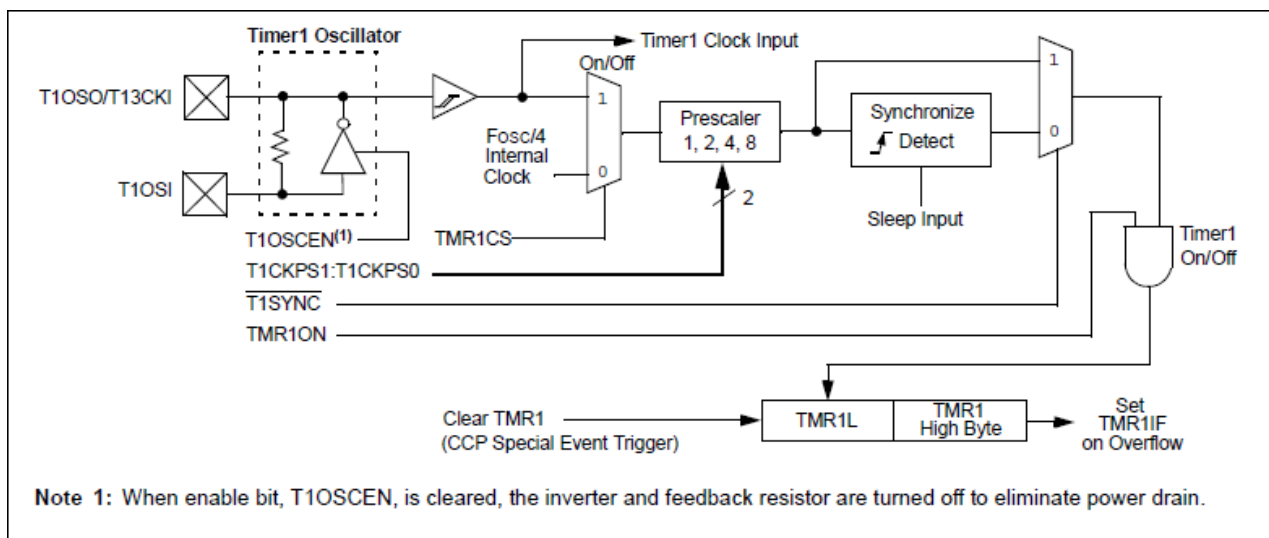 Timer1 Oscillator
Timer1 Clock Input
On/Off
T1OSO/T13CKI
1
1
Prescaler
1, 2, 4, 8
Synchronize
Detect
Fosc/4
Internal
Clock
0
0
T1OSI
2
Sleep Input
T1OSCEN(1)
TMR1CS
Timer1
On/Off
T1CKPS1:T1CKPS0
T1SYNC
TMR1ON
Clear TMR1
(CCP Special Event Trigger)
TMR1L
TMR1
High Byte
Set
TMR1IF
on Overflow
Note 1: When enable bit, T1OSCEN, is cleared, the inverter and feedback resistor are turned off to eliminate power drain.